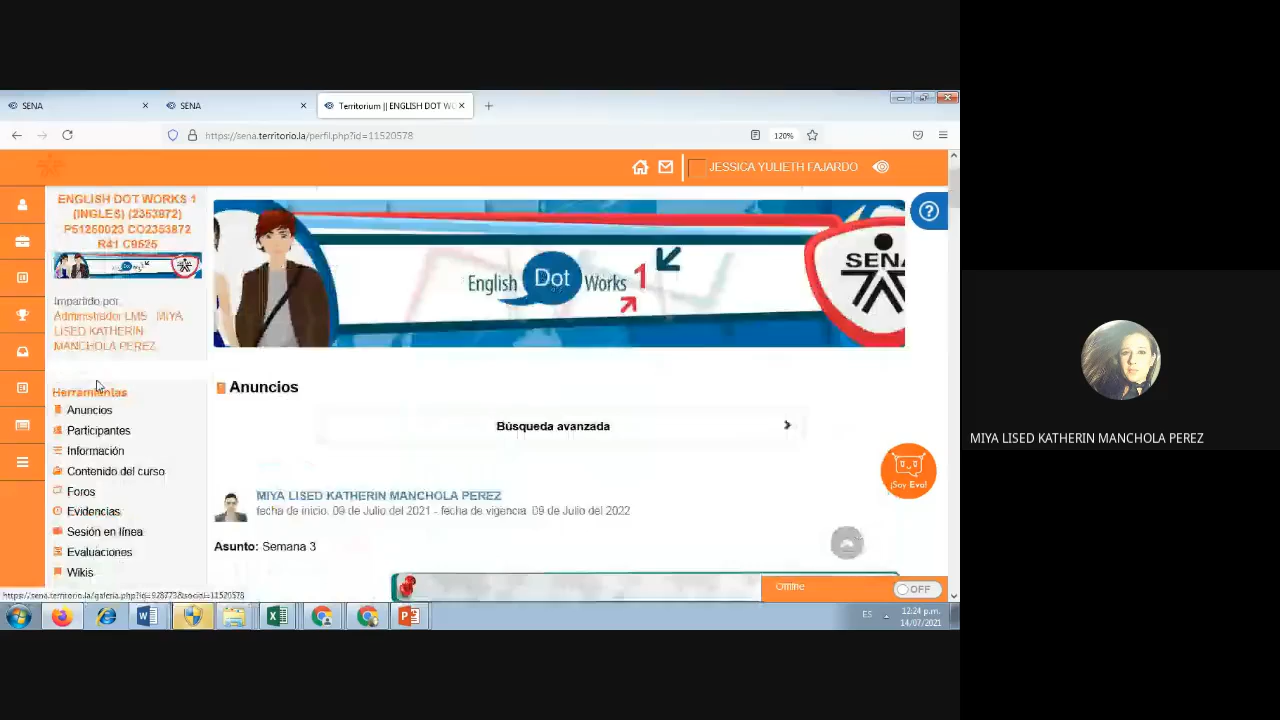 SENA
SENA
Territorium || ENGLISH DOT WC
https://sena.territorio.la/perfil.php?id=11520578
120%
JESSICA YULIETH FAJARDO
ENGLISH DOT WORKS 1
(INGLES) (2353872)
P51250023 CO2353872
R41 C9525
Impartido por:
Administrador LMS MIYA
LISED KATHERIN
MANCHOLA PEREZ
Herramientas
Anuncios
Participantes
Información
Contenido del curso
Foros
Evidencias
Sesión en línea
Evaluaciones
Wikis
English Dot Works 1
SENA
Anuncios
Búsqueda avanzada
MIYA LISED KATHERIN MANCHOLA PEREZ
fecha de inicio: 09 de Julio del 2021 - fecha de vigencia: 09 de Julio del 2022
Asunto: Semana 3
¡Soy Eva!
Offline
OFF
https://sena.territorio.la/galeria.php?id=928773&socid=11520578
ES
12:24 p.m.
14/07/2021
MIYA LISED KATHERIN MANCHOLA PEREZ